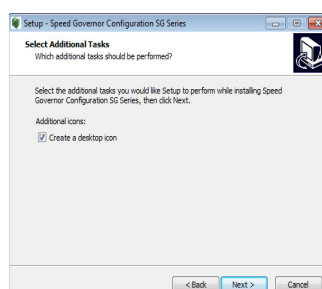 Setup - Speed Governor Configuration SG Series
Select Additional Tasks
Which additional tasks should be performed?
Select the additional tasks you would like Setup to perform while installing Speed
Governor Configuration SG Series, then click Next.
Additional icons:
Create a desktop icon
< Back Next > Cancel